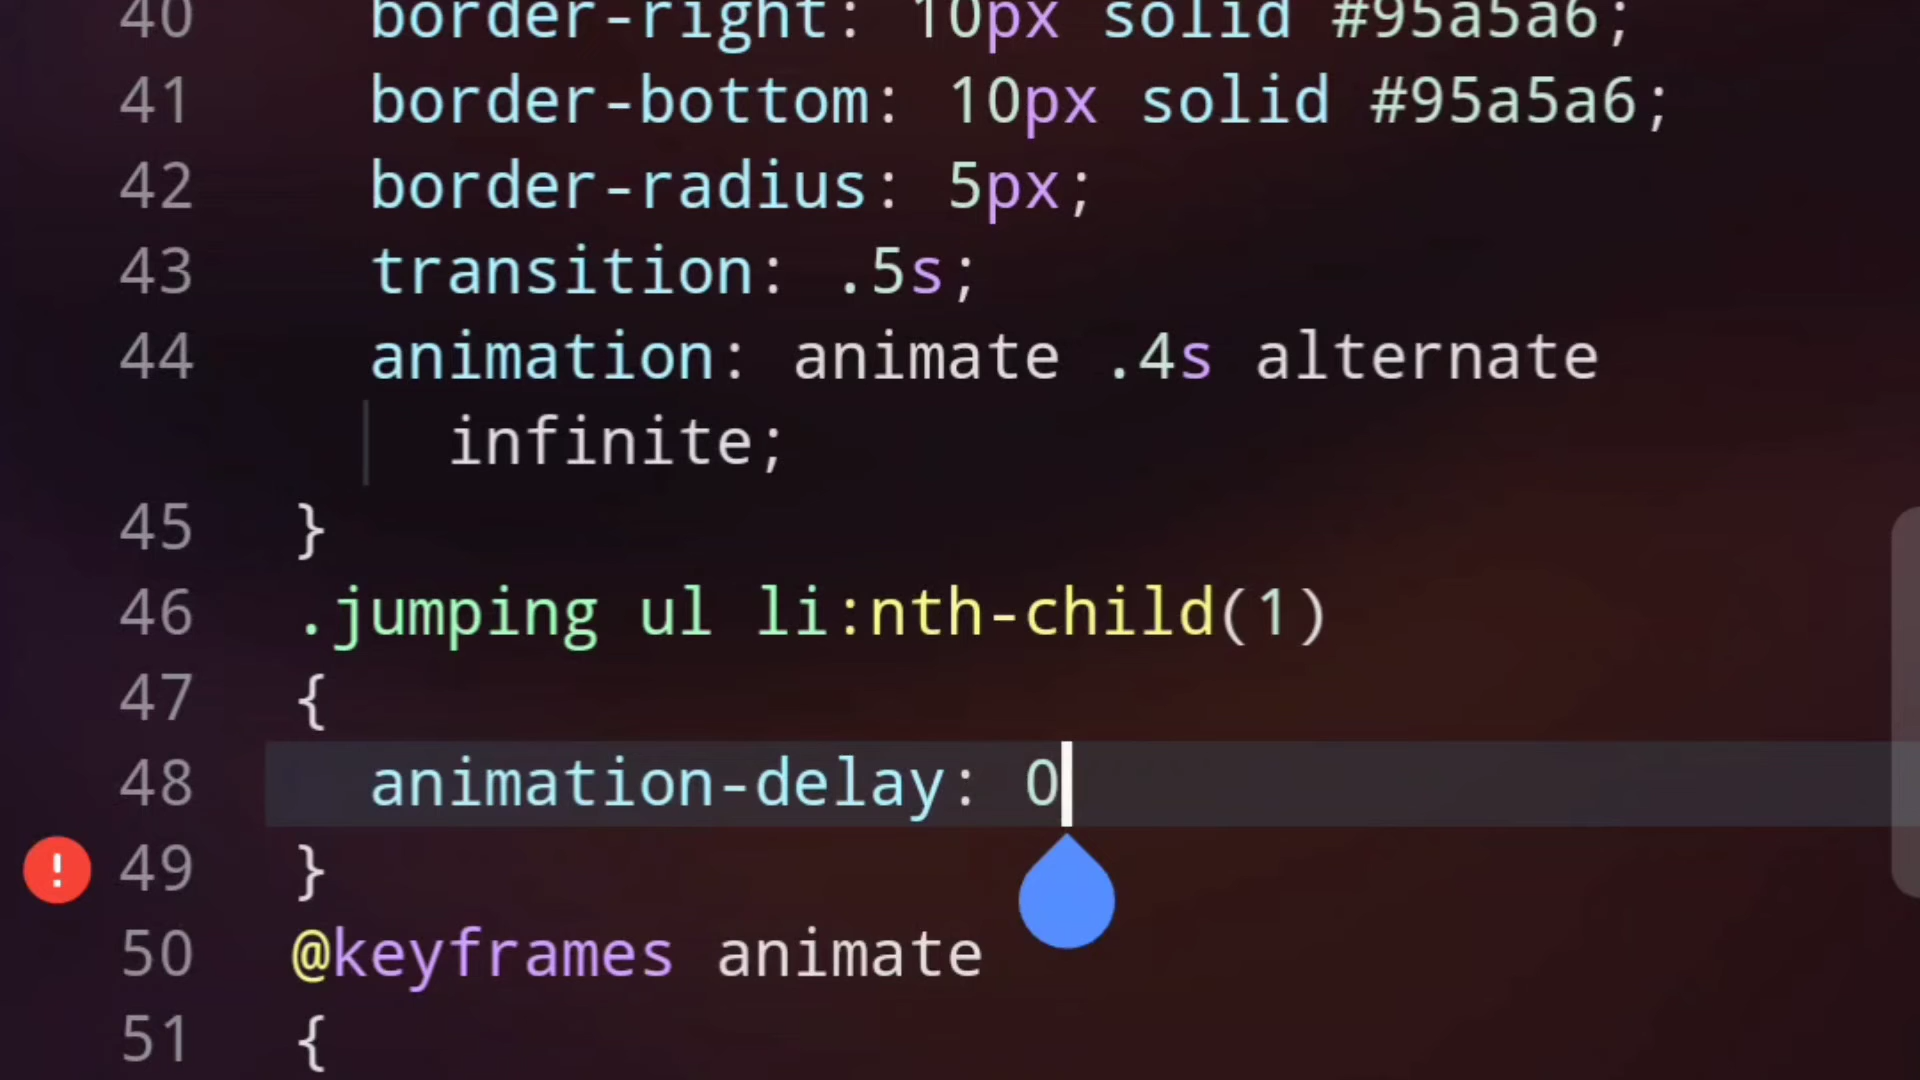 40 border-right: 10px solid #95a5a6;
41 border-bottom: 10px solid #95a5a6;
42 border-radius: 5px;
43 transition: .5s;
44 animation: animate .4s alternate
infinite;
45 }
46 .jumping ul li:nth-child(1)
47 {
48 animation-delay: 0
! 49 }
50 @keyframes animate
51 {